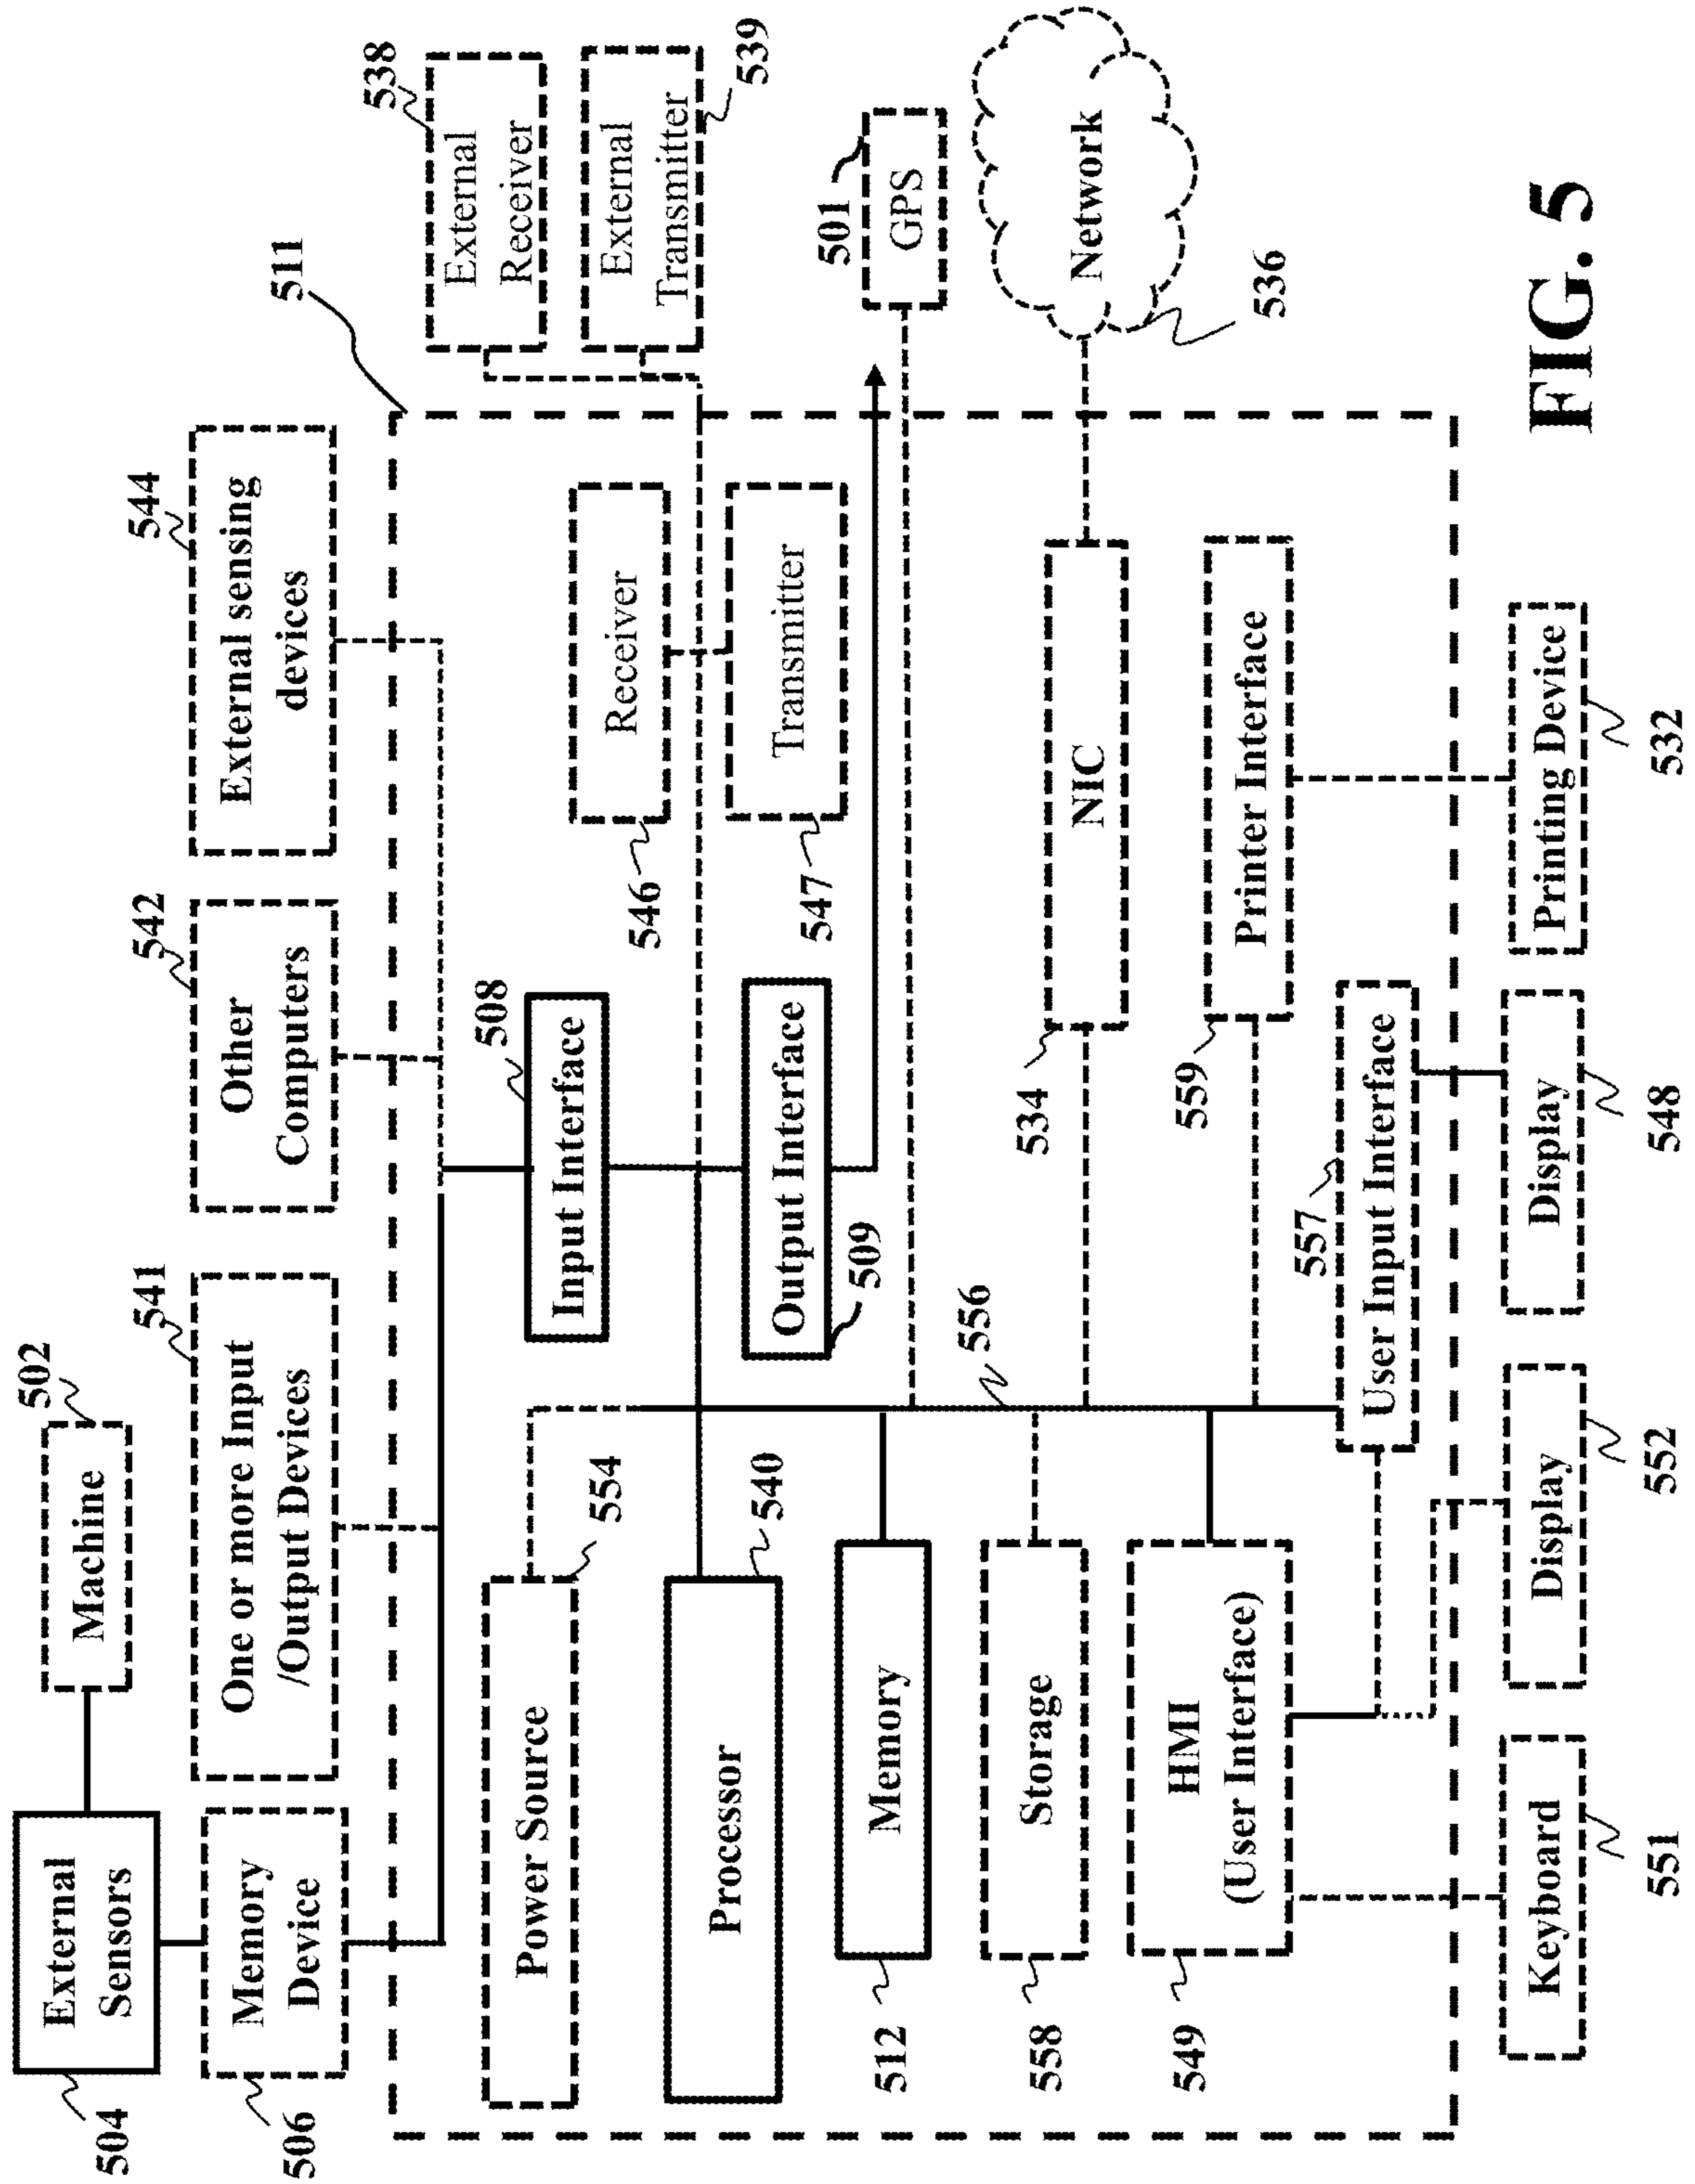 502
Machine
504
External
Sensors
506
Memory
Device
541
One or more Input
/Output Devices
542
Other
Computers
544
External sensing
devices
511
538
External
Receiver
External
Transmitter
539
554
Power Source
508
Input Interface
Receiver
546
Processor
540
Output Interface
509
Transmitter
547
501
GPS
512
Memory
556
558
Storage
534
NIC
Network
536
549
HMI
(User Interface)
559
Printer Interface
557
User Input Interface
Keyboard
551
Display
552
Display
548
Printing Device
532
FIG. 5